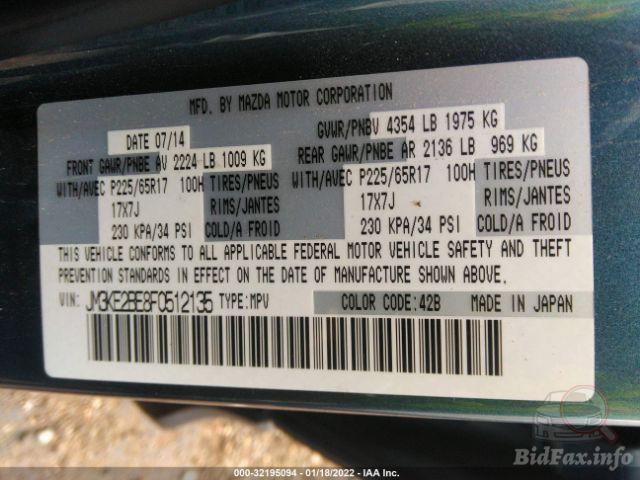 MFD. BY MAZDA MOTOR CORPORATION
DATE 07/14
GVWR/PNBV 4354 LB 1975 KG
FRONT GAWR/PNBE AV 2224 LB 1009 KG
REAR GAWR/PNBE AR 2136 LB 969 KG
WITH/AVEC P225/65R17 100H TIRES/PNEUS WITH/AVEC P225/65R17 100H TIRES/PNEUS
17X7J RIMS/JANTES 17X7J RIMS/JANTES
230 KPA/34 PSI COLD/A FROID 230 KPA/34 PSI COLD/A FROID
THIS VEHICLE CONFORMS TO ALL APPLICABLE FEDERAL MOTOR VEHICLE SAFETY AND THEFT
PREVENTION STANDARDS IN EFFECT ON THE DATE OF MANUFACTURE SHOWN ABOVE.
VIN: JM3KE2BE8F0512135 TYPE:MPV COLOR CODE:42B MADE IN JAPAN
BidFax.info
000-32195094 - 01/18/2022 - IAA Inc.